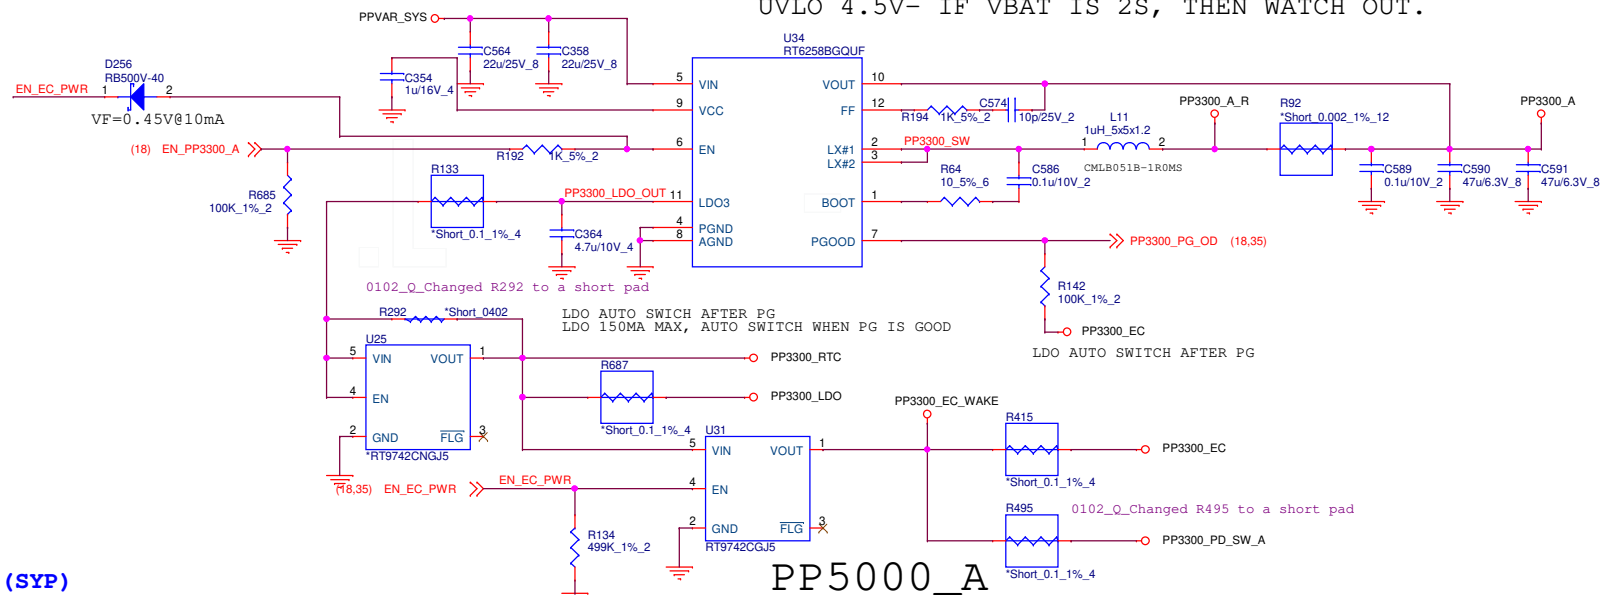 UVLO 4.5V- IF VBAT IS 2S, THEN WATCH OUT.
PPVAR_SYS
U34
RT6258BGQUF
C564
22u/25V_8
C358
22u/25V_8
C354
1u/16V_4
D256
RB500V-40
EN_EC_PWR
1
2
VF=0.45V@10mA
5
VIN
9
VCC
6
EN
11
LDO3
4
PGND
8
AGND
VOUT
10
FF
12
LX#1
2
LX#2
3
BOOT
1
PGOOD
7
R194
1K_5%_2
C574
10p/25V_2
PP3300_SW
L11
1uH_5x5x1.2
1
2
CMLB051B-1R0MS
PP3300_A_R
R92
*Short_0.002_1%_12
PP3300_A
R64
10_5%_6
C586
0.1u/10V_2
C589
0.1u/10V_2
C590
47u/6.3V_8
C591
47u/6.3V_8
(18) EN_PP3300_A
R192
1K_5%_2
R685
100K_1%_2
R133
*Short_0.1_1%_4
PP3300_LDO_OUT
C364
4.7u/10V_4
PP3300_PG_OD (18,35)
R142
100K_1%_2
PP3300_EC
LDO AUTO SWITCH AFTER PG
0102_Q_Changed R292 to a short pad
R292
*Short_0402
LDO AUTO SWICH AFTER PG
LDO 150MA MAX, AUTO SWITCH WHEN PG IS GOOD
U25
5
VIN
VOUT
1
4
EN
2
GND
FLG
3
*RT9742CNGJ5
PP3300_RTC
R687
*Short_0.1_1%_4
PP3300_LDO
U31
5
VIN
VOUT
1
4
EN
2
GND
FLG
3
RT9742CGJ5
(18,35) EN_EC_PWR
EN_EC_PWR
R134
499K_1%_2
PP3300_EC_WAKE
R415
*Short_0.1_1%_4
PP3300_EC
R495
0102_Q_Changed R495 to a short pad
*Short_0.1_1%_4
PP3300_PD_SW_A
(SYP)
PP5000_A